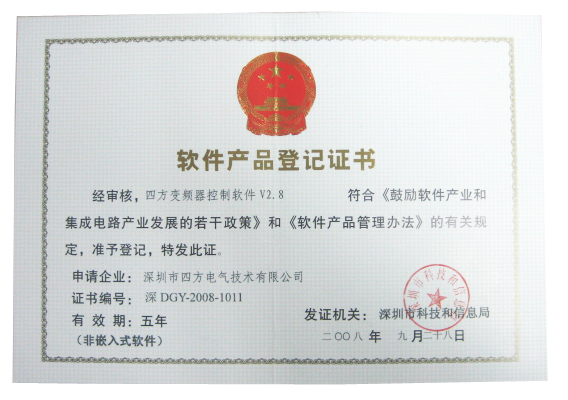 软件产品登记证书
经审核，四方变频器控制软件 V2.8 符合《鼓励软件产业和
集成电路产业发展的若干政策》和《软件产品管理办法》的有关规
定，准予登记，特发此证。
申请企业：深圳市四方电气技术有限公司
证书编号：深 DGY-2008-1011
有 效 期：五年
（非嵌入式软件）
发证机关：深圳市科技和信息局
二〇〇八 年 九 月 二十八 日